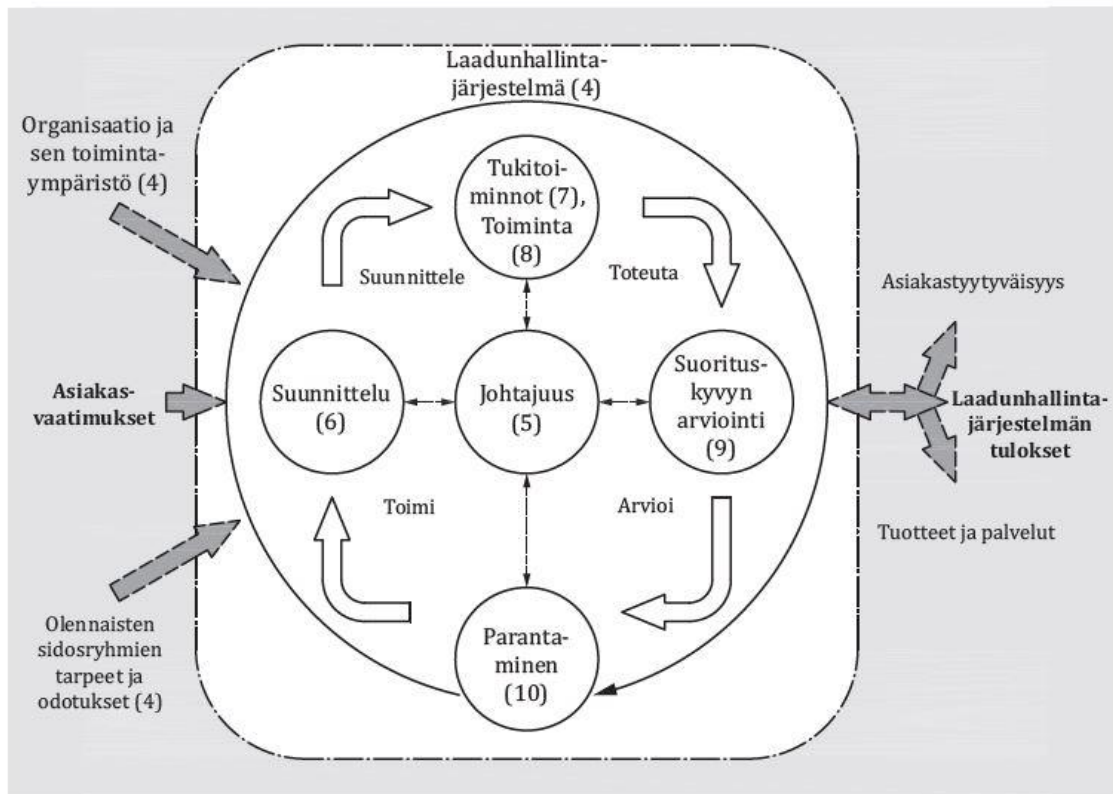 Laadunhallinta-
järjestelmä (4)
Organisaatio ja
sen toiminta-
ympäristö (4)
Tukitoi-
minnot (7),
Toiminta
(8)
Suunnittele
Toteuta
Asiakastyytyväisyys
Asiakas-
vaatimukset
Suunnittelu
(6)
Johtajuus
(5)
Suoritus-
kyvyn
arviointi
(9)
Laadunhallinta-
järjestelmän
tulokset
Toimi
Arvioi
Tuotteet ja palvelut
Olennaisten
sidosryhmien
tarpeet ja
odotukset (4)
Paranta-
minen
(10)